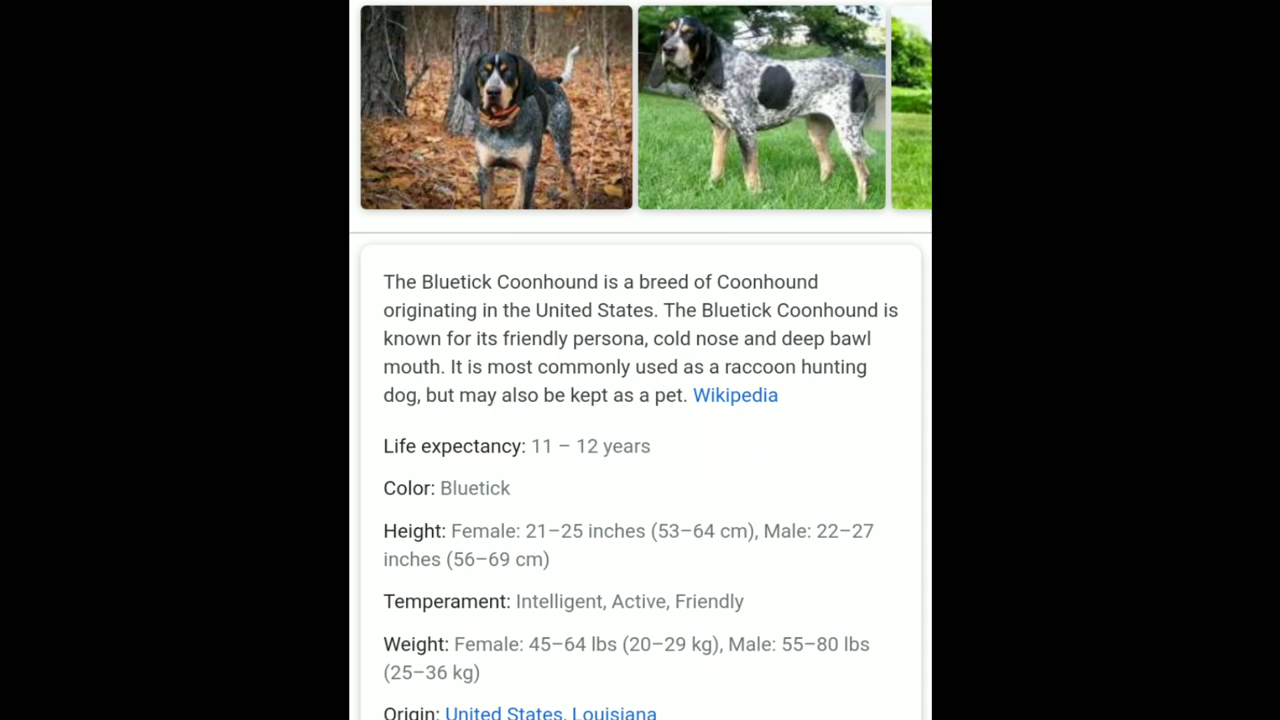 The Bluetick Coonhound is a breed of Coonhound
originating in the United States. The Bluetick Coonhound is
known for its friendly persona, cold nose and deep bawl
mouth. It is most commonly used as a raccoon hunting
dog, but may also be kept as a pet. Wikipedia
Life expectancy: 11 – 12 years
Color: Bluetick
Height: Female: 21–25 inches (53–64 cm), Male: 22–27
inches (56–69 cm)
Temperament: Intelligent, Active, Friendly
Weight: Female: 45–64 lbs (20–29 kg), Male: 55–80 lbs
(25–36 kg)
Origin: United States, Louisiana